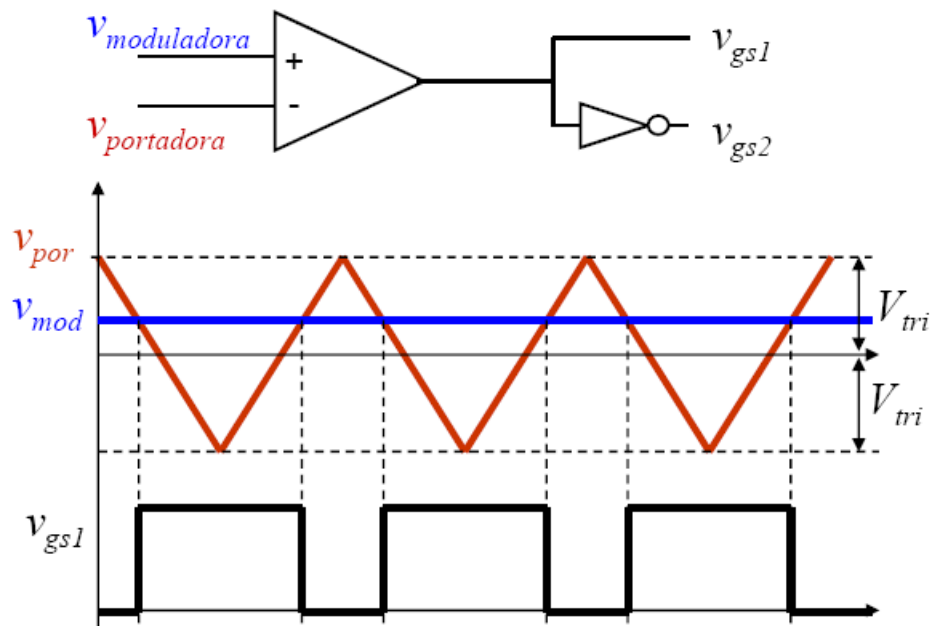 v_moduladora
+
v_gs1
-
v_portadora
v_gs2
v_por
v_mod
V_tri
V_tri
v_gs1